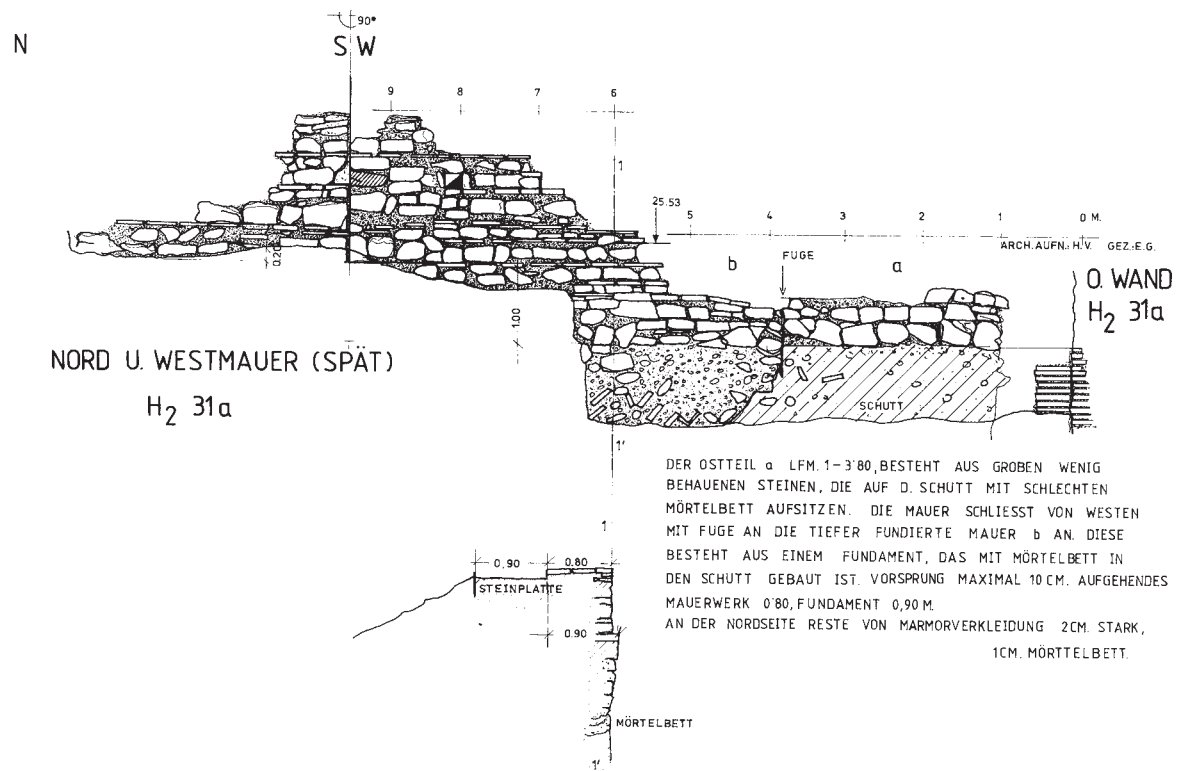 90°
N
S W
9 8 7 6
1
25.53
5 4 3 2 1 0 M.
ARCH.AUFN.: H.V. GEZ.:E.G.
b
FUGE
a
O. WAND
H₂ 31a
0.20
1.00
NORD U. WESTMAUER (SPÄT)
H₂ 31a
SCHUTT
1'
DER OSTTEIL a LFM. 1-3'80, BESTEHT AUS GROBEN WENIG
BEHAUENEN STEINEN, DIE AUF D. SCHUTT MIT SCHLECHTEN
MÖRTELBETT AUFSITZEN. DIE MAUER SCHLIESST VON WESTEN
MIT FUGE AN DIE TIEFER FUNDIERTE MAUER b AN. DIESE
BESTEHT AUS EINEM FUNDAMENT, DAS MIT MÖRTELBETT IN
DEN SCHUTT GEBAUT IST. VORSPRUNG MAXIMAL 10 CM. AUFGEHENDES
MAUERWERK 0'80, FUNDAMENT 0,90 M.
AN DER NORDSEITE RESTE VON MARMORVERKLEIDUNG 2CM. STARK,
1CM. MÖRTTELBETT.
1
0,90 0.80
STEINPLATTE
0.90
MÖRTELBETT
1'